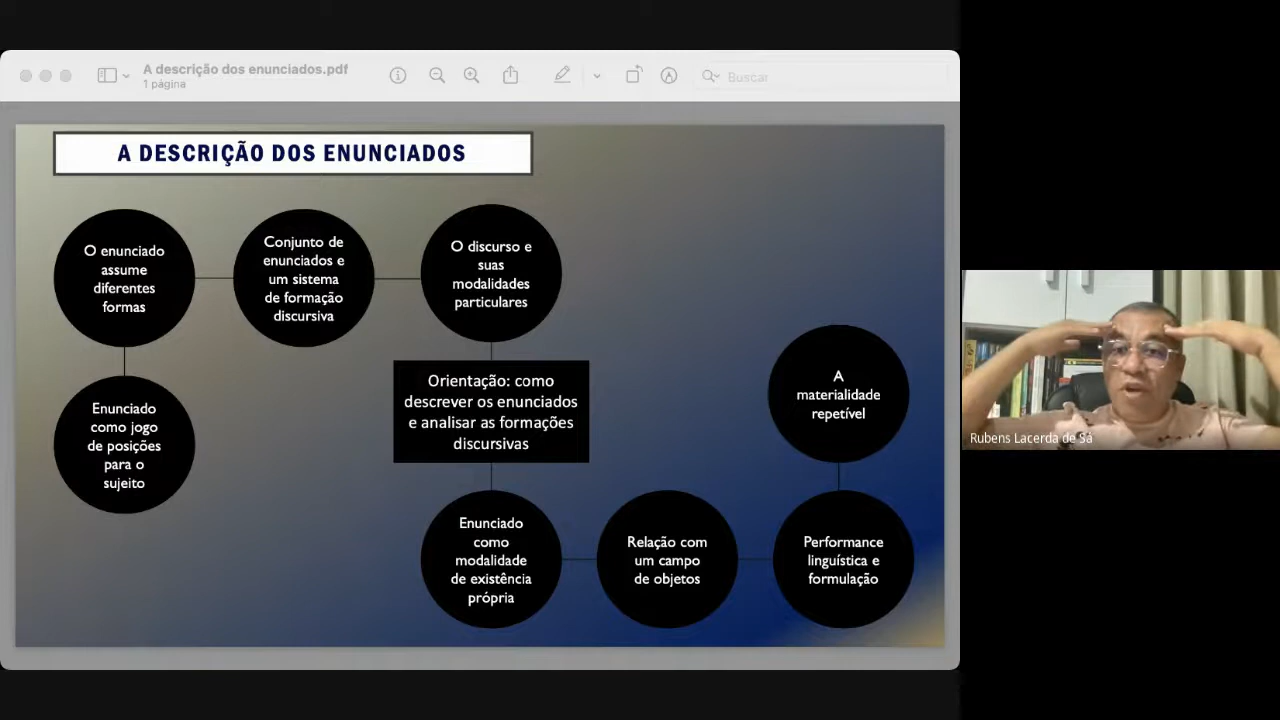 A descrição dos enunciados.pdf
1 página
Buscar
A DESCRIÇÃO DOS ENUNCIADOS
O enunciado
assume
diferentes
formas
Conjunto de
enunciados e
um sistema
de formação
discursiva
O discurso e
suas
modalidades
particulares
Enunciado
como jogo
de posições
para o
sujeito
Orientação: como
descrever os enunciados
e analisar as formações
discursivas
A
materialidade
repetível
Enunciado
como
modalidade
de existência
própria
Relação com
um campo
de objetos
Performance
linguística e
formulação
Rubens Lacerda de Sá